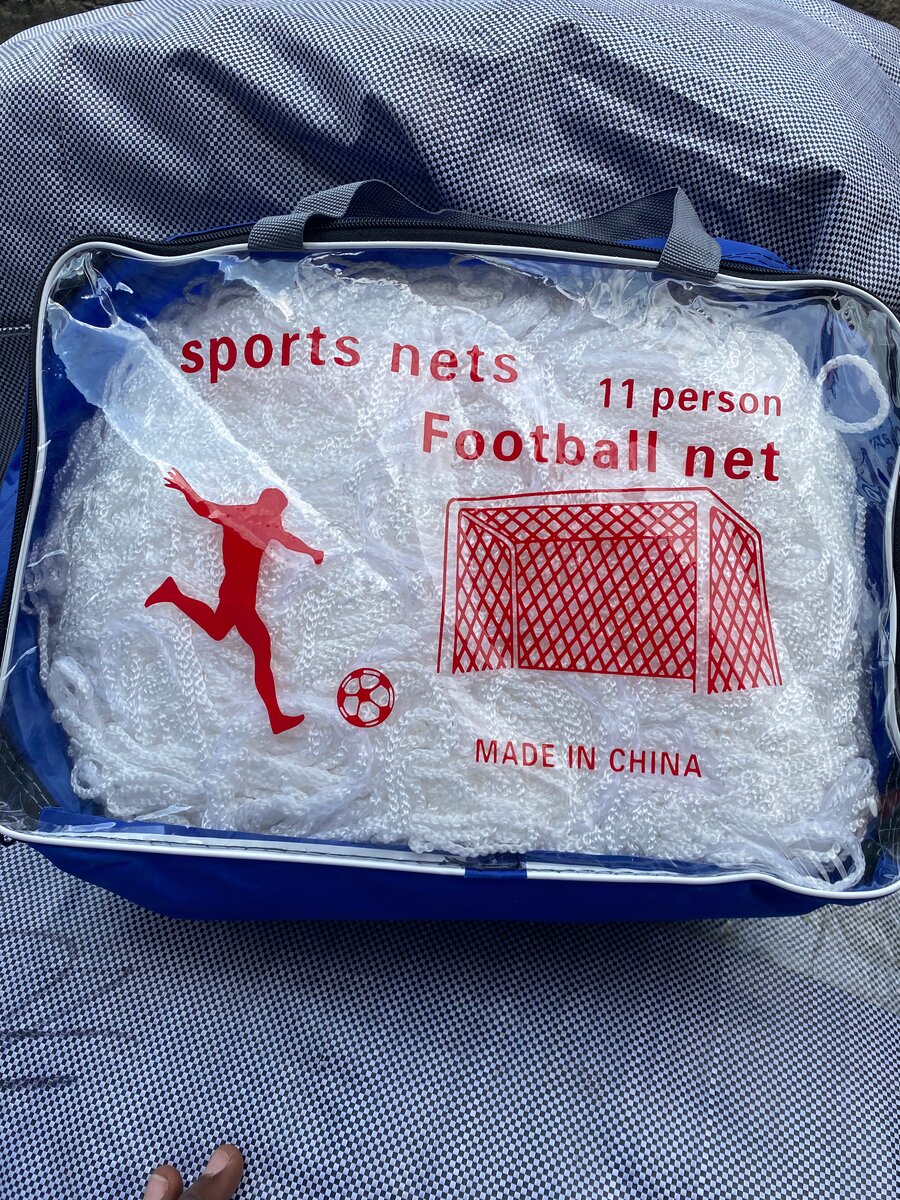 sports nets
11 person
Football net
MADE IN CHINA